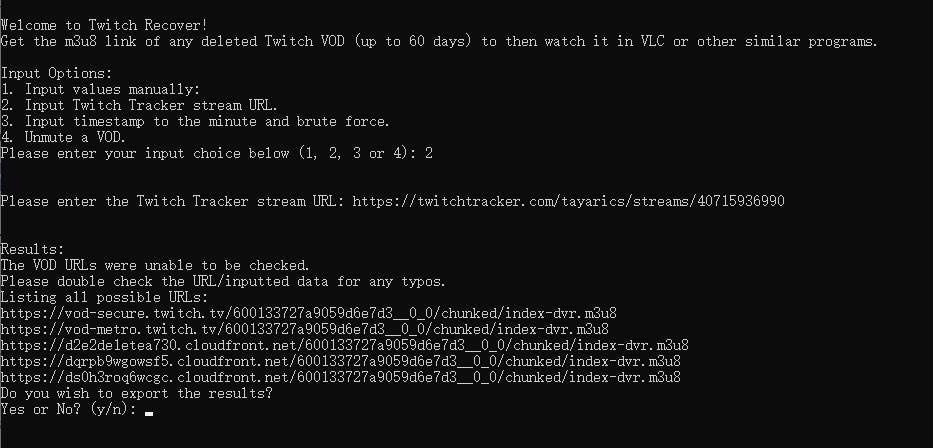 Welcome to Twitch Recover!
Get the m3u8 link of any deleted Twitch VOD (up to 60 days) to then watch it in VLC or other similar programs.
Input Options:
1. Input values manually:
2. Input Twitch Tracker stream URL.
3. Input timestamp to the minute and brute force.
4. Unmute a VOD.
Please enter your input choice below (1, 2, 3 or 4): 2
Please enter the Twitch Tracker stream URL: https://twitchtracker.com/tayarics/streams/40715936990
Results:
The VOD URLs were unable to be checked.
Please double check the URL/inputted data for any typos.
Listing all possible URLs:
https://vod-secure.twitch.tv/600133727a9059d6e7d3__0_0/chunked/index-dvr.m3u8
https://vod-metro.twitch.tv/600133727a9059d6e7d3__0_0/chunked/index-dvr.m3u8
https://d2e2deletea730.cloudfront.net/600133727a9059d6e7d3__0_0/chunked/index-dvr.m3u8
https://dqrpb9wgowsf5.cloudfront.net/600133727a9059d6e7d3__0_0/chunked/index-dvr.m3u8
https://ds0h3roq6wcgc.cloudfront.net/600133727a9059d6e7d3__0_0/chunked/index-dvr.m3u8
Do you wish to export the results?
Yes or No? (y/n):